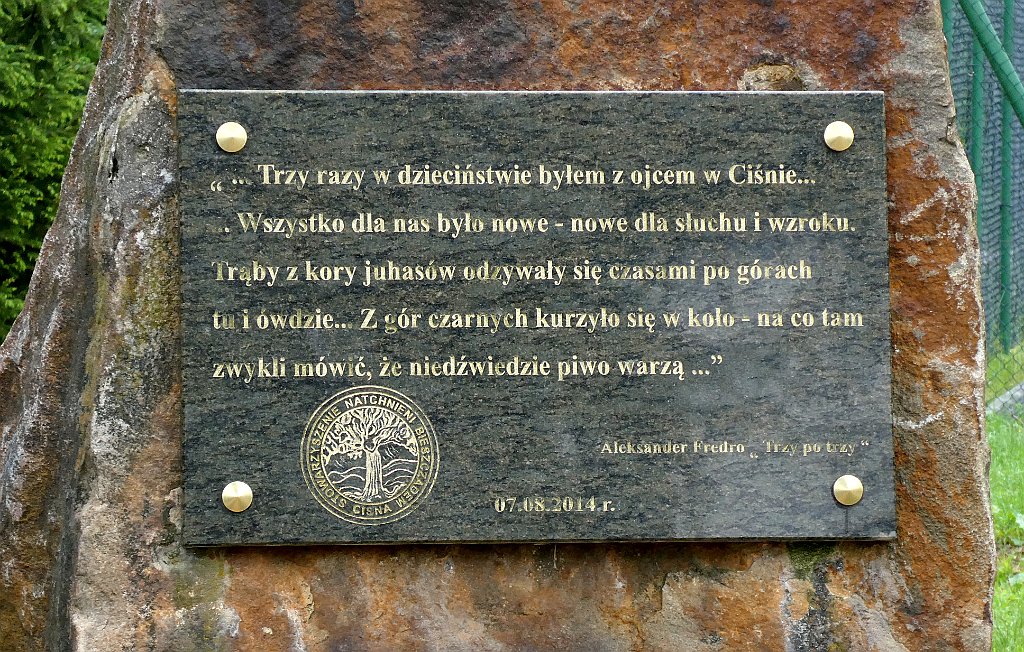 „ ... Trzy razy w dzieciństwie byłem z ojcem w Ciśnie...
... Wszystko dla nas było nowe - nowe dla słuchu i wzroku.
Trąby z kory juhasów odzywały się czasami po górach
tu i ówdzie... Z gór czarnych kurzyło się w koło - na co tam
zwykli mówić, że niedźwiedzie piwo warzą ...”
Aleksander Fredro „ Trzy po trzy “
STOWARZYSZENIE NATCHNIENI BIESZCZADEM
CISNA
07.08.2014 r.